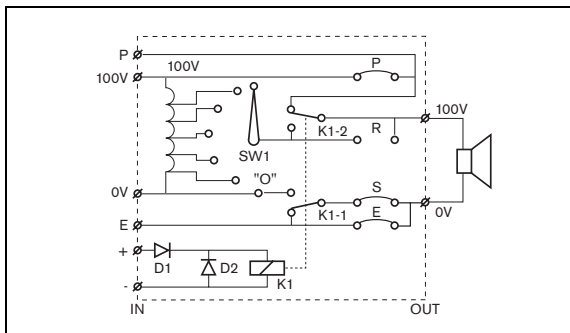 P
100V
100V
P
100V
K1-2
R
SW1
0V
"O"
S
K1-1
0V
E
E
+
D1
D2
K1
-
IN
OUT